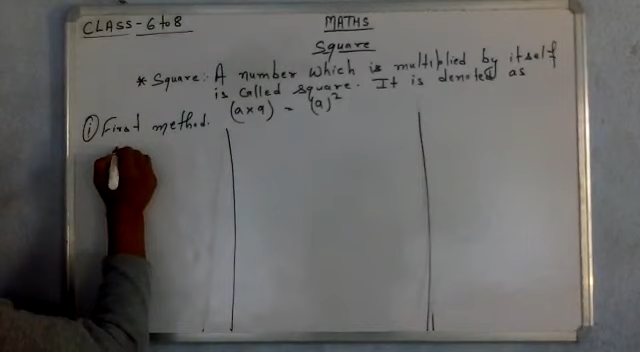 CLASS - 6 to 8
MATHS
Square
* Square:- A number which is multiplied by itself
is called square. It is denoted as
(a x a) = (a)²
(i) First method.